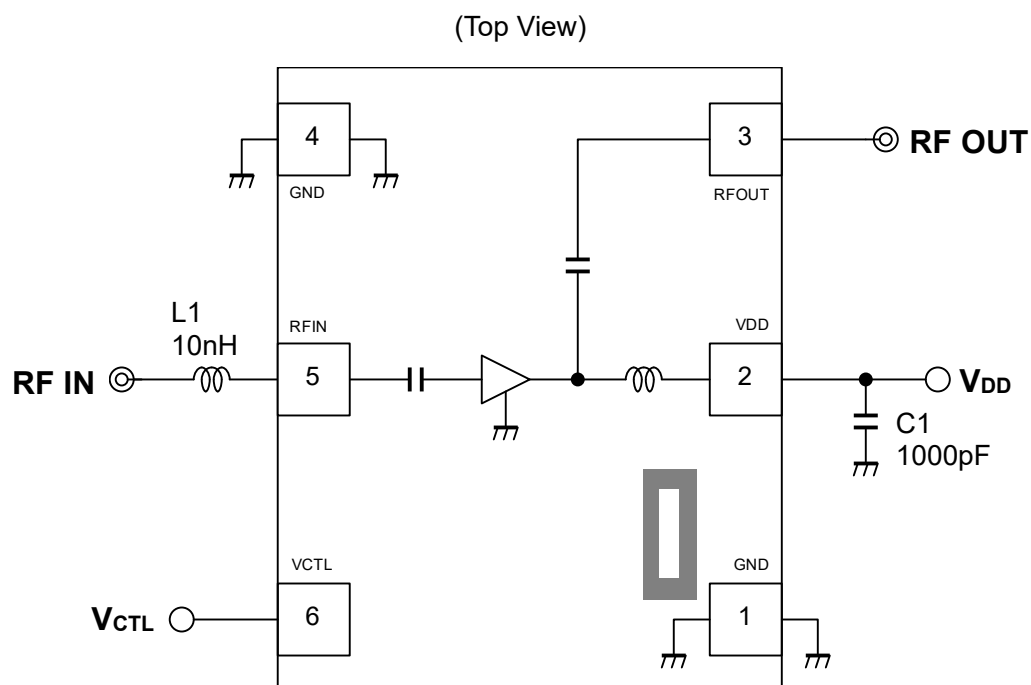 (Top View)
4
GND
3
RFOUT
RF OUT
L1
10nH
RFIN
VDD
RF IN
5
2
VDD
C1
1000pF
VCTL
GND
VCTL
6
1